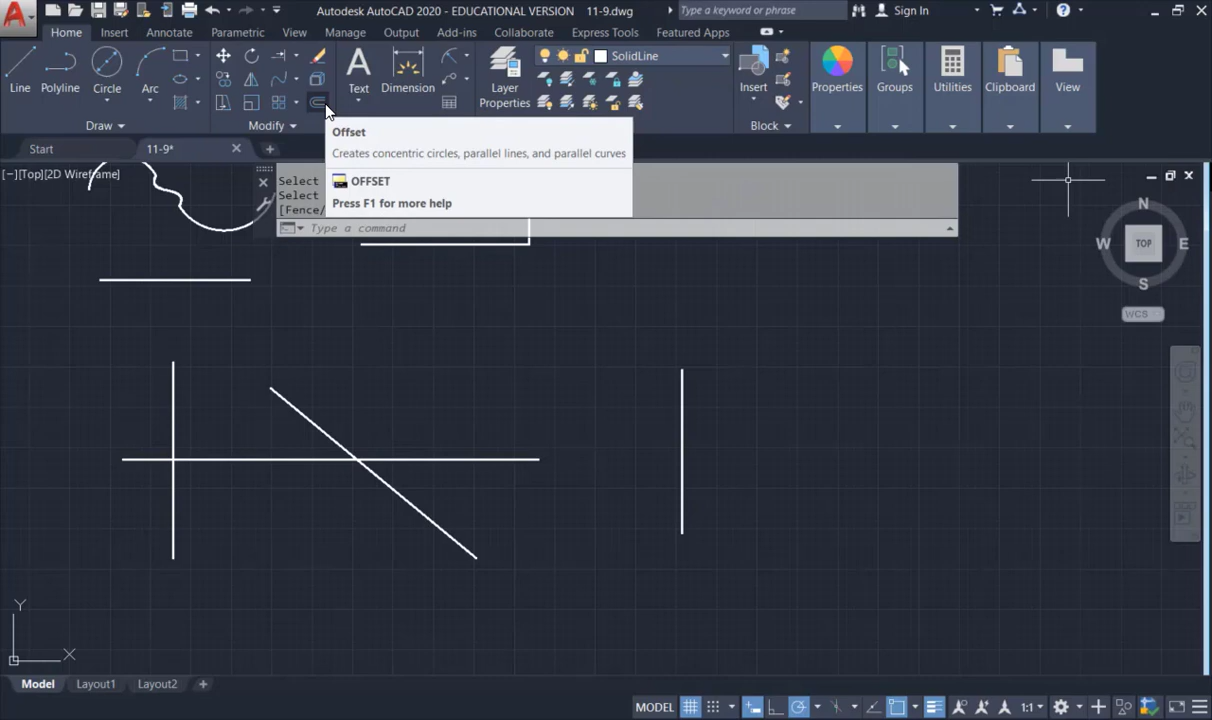 Autodesk AutoCAD 2020 - EDUCATIONAL VERSION 11-9.dwg
Type a keyword or phrase
Sign In
Home Insert Annotate Parametric View Manage Output Add-ins Collaborate Express Tools Featured Apps
SolidLine
Line Polyline Circle Arc Text Dimension Layer Properties Insert Properties Groups Utilities Clipboard View
Draw Modify Block
Start 11-9*
Offset
Creates concentric circles, parallel lines, and parallel curves
OFFSET
Press F1 for more help
[−][Top][2D Wireframe]
Select
Select
[Fence/
Type a command
N
W TOP E
S
WCS
Y
X
Model Layout1 Layout2
MODEL 1:1